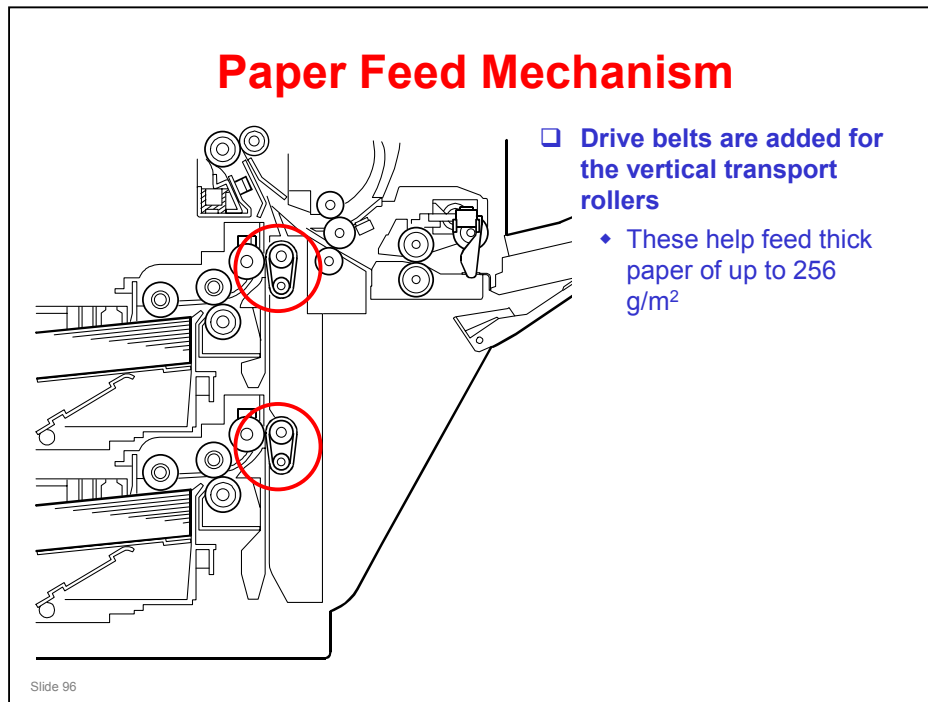 Paper Feed Mechanism
❑ Drive belts are added for
the vertical transport
rollers
◆ These help feed thick
paper of up to 256
g/m²
Slide 96